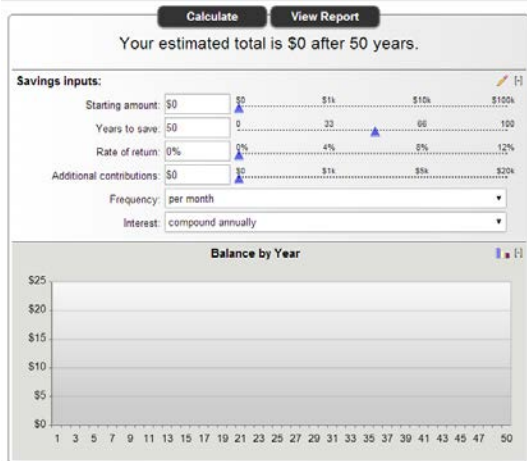 Calculate View Report
Your estimated total is $0 after 50 years.
Savings inputs: [-]
Starting amount: $0 $0 $1k $10k $100k
Years to save: 50 0 33 66 100
Rate of return: 0% 0% 4% 8% 12%
Additional contributions: $0 $0 $1k $5k $20k
Frequency: per month
Interest: compound annually
Balance by Year [-]
$25
$20
$15
$10
$5
$0
1 3 5 7 9 11 13 15 17 19 21 23 25 27 29 31 33 35 37 39 41 43 45 47 50